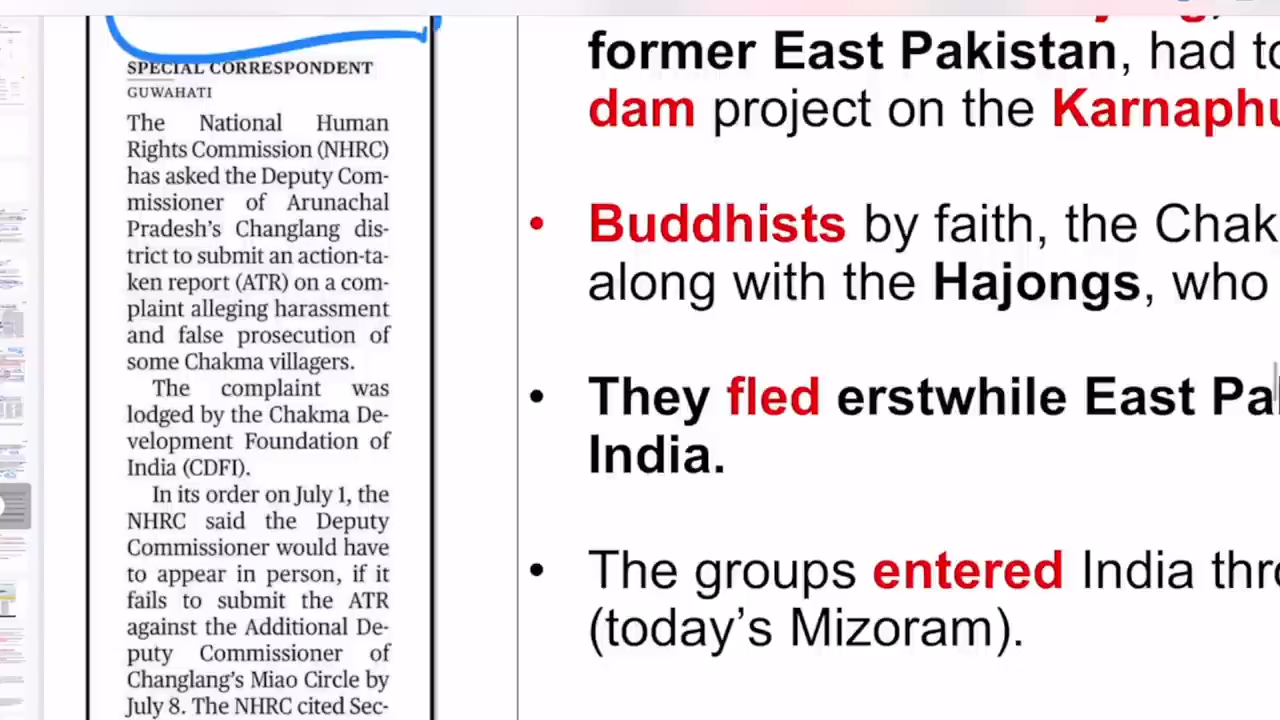 SPECIAL CORRESPONDENT
GUWAHATI
The National Human
Rights Commission (NHRC)
has asked the Deputy Com-
missioner of Arunachal
Pradesh's Changlang dis-
trict to submit an action-ta-
ken report (ATR) on a com-
plaint alleging harassment
and false prosecution of
some Chakma villagers.
The complaint was
lodged by the Chakma De-
velopment Foundation of
India (CDFI).
In its order on July 1, the
NHRC said the Deputy
Commissioner would have
to appear in person, if it
fails to submit the ATR
against the Additional De-
puty Commissioner of
Changlang's Miao Circle by
July 8. The NHRC cited Sec-
former East Pakistan, had to
dam project on the Karnaphu
• Buddhists by faith, the Chak
along with the Hajongs, who
• They fled erstwhile East Pa
India.
• The groups entered India thro
(today's Mizoram).